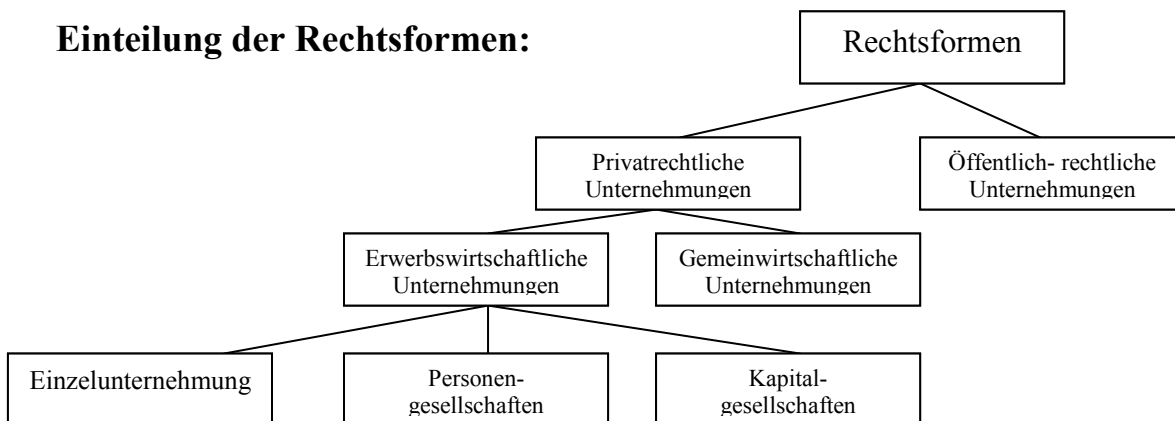 Einteilung der Rechtsformen:
Rechtsformen
Privatrechtliche
Unternehmungen
Öffentlich- rechtliche
Unternehmungen
Erwerbswirtschaftliche
Unternehmungen
Gemeinwirtschaftliche
Unternehmungen
Einzelunternehmung
Personen-
gesellschaften
Kapital-
gesellschaften